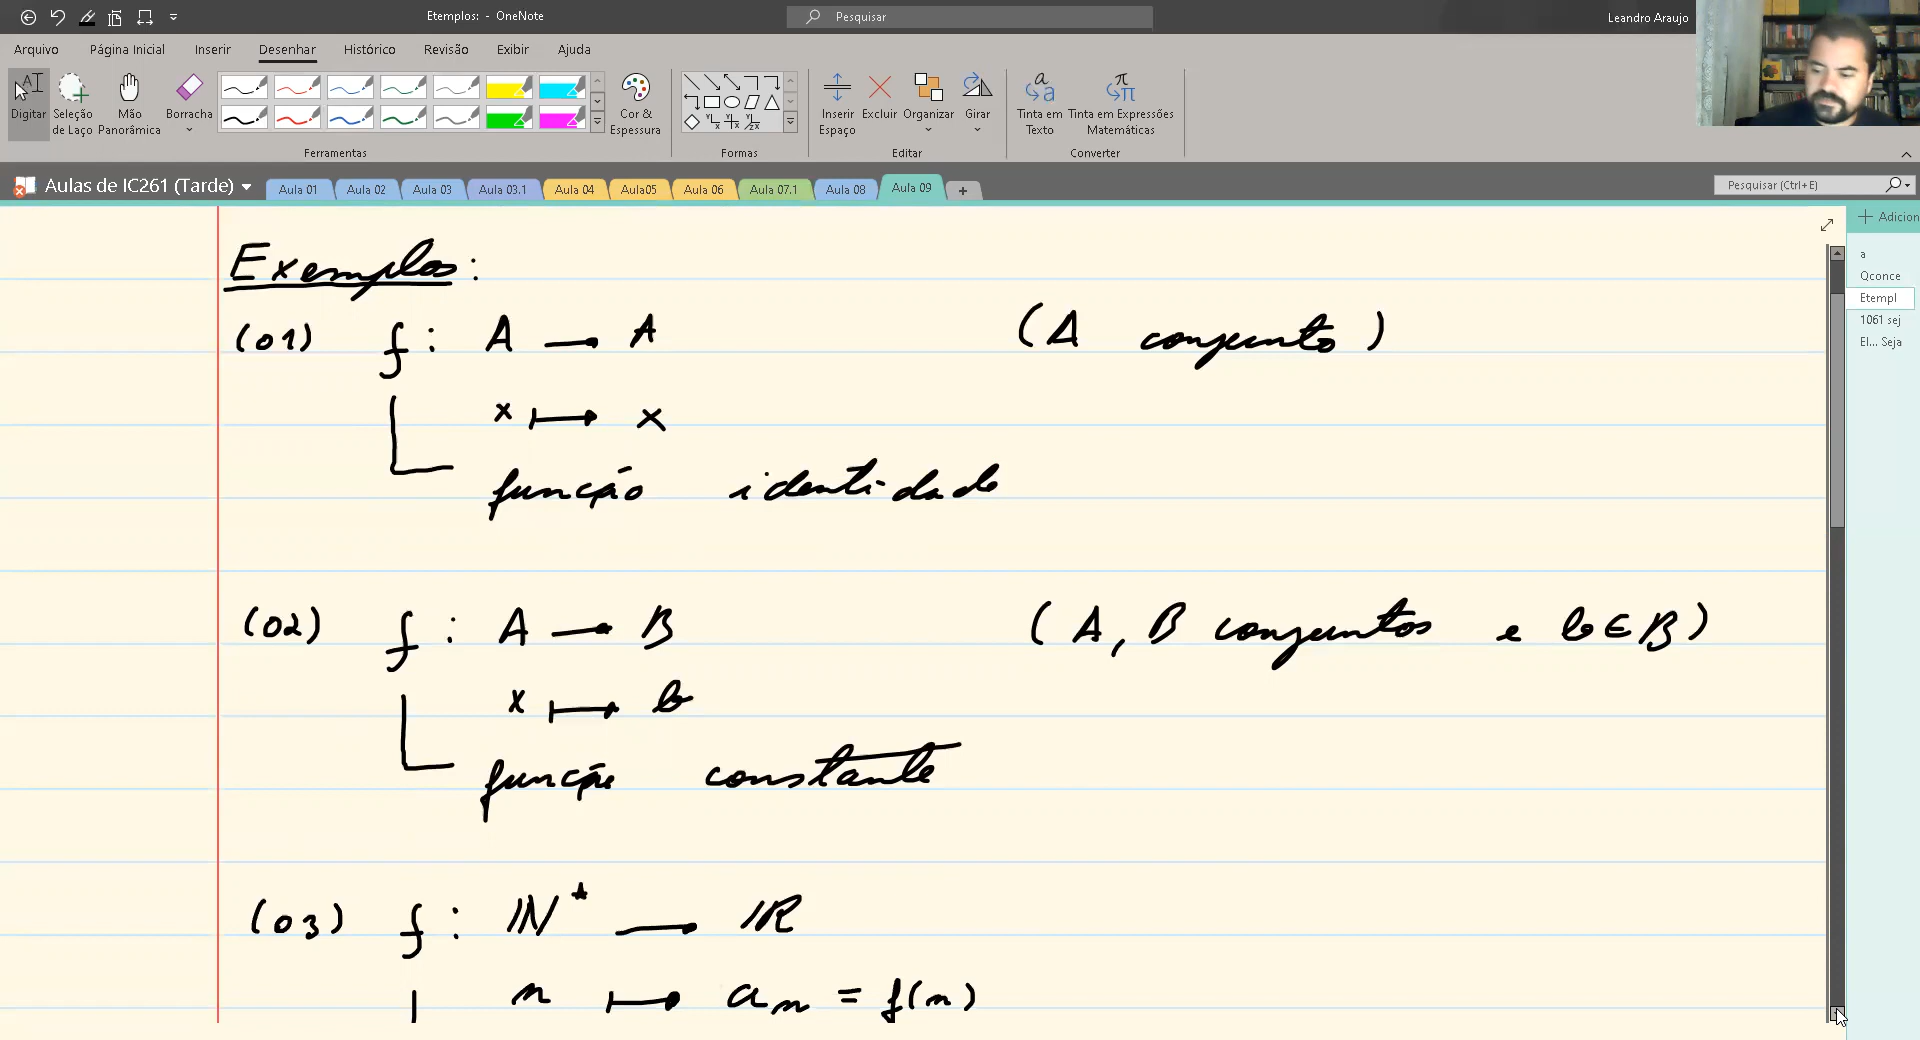 Etemplos: - OneNote
Pesquisar
Leandro Araujo
Arquivo Página Inicial Inserir Desenhar Histórico Revisão Exibir Ajuda
Digitar
Seleção de Laço
Mão Panorâmica
Borracha
Cor & Espessura
Inserir Espaço
Excluir
Organizar
Girar
Tinta em Texto
Tinta em Expressões Matemáticas
Ferramentas
Formas
Editar
Converter
Aulas de IC261 (Tarde)
Aula 01 Aula 02 Aula 03 Aula 03.1 Aula 04 Aula05 Aula 06 Aula 07.1 Aula 08 Aula 09
Pesquisar (Ctrl+E)
Adicion
a
Qconce
Etempl
1061 sej
El... Seja
Exemplos:
(01) f : A → A (A conjunto)
x ↦ x
função identidade
(02) f : A → B (A, B conjuntos e b ∈ B)
x ↦ b
função constante
(03) f : ℕ* → ℝ
n ↦ aₙ = f(n)